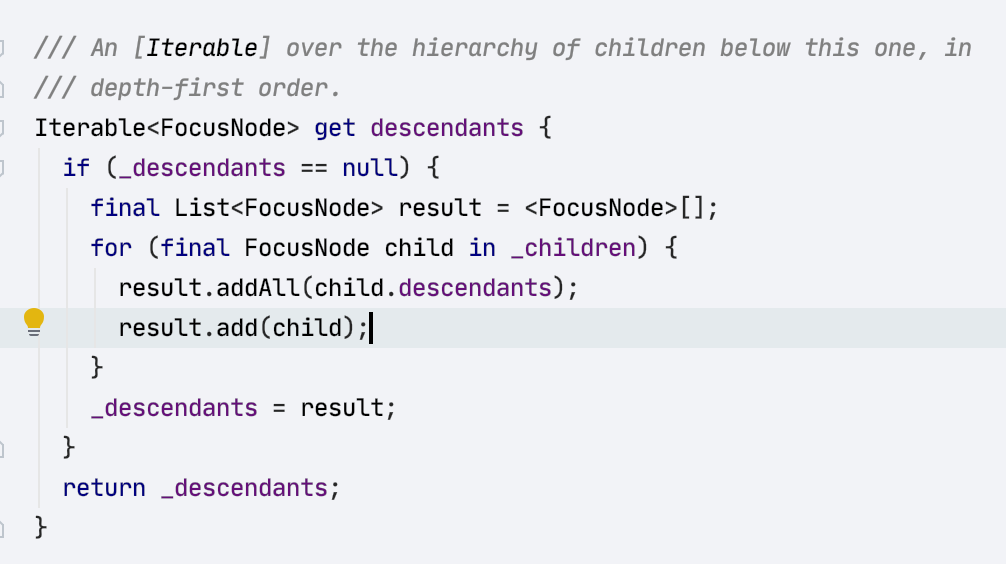 /// An [Iterable] over the hierarchy of children below this one, in
/// depth-first order.
Iterable<FocusNode> get descendants {
  if (_descendants == null) {
    final List<FocusNode> result = <FocusNode>[];
    for (final FocusNode child in _children) {
      result.addAll(child.descendants);
      result.add(child);
    }
    _descendants = result;
  }
  return _descendants;
}